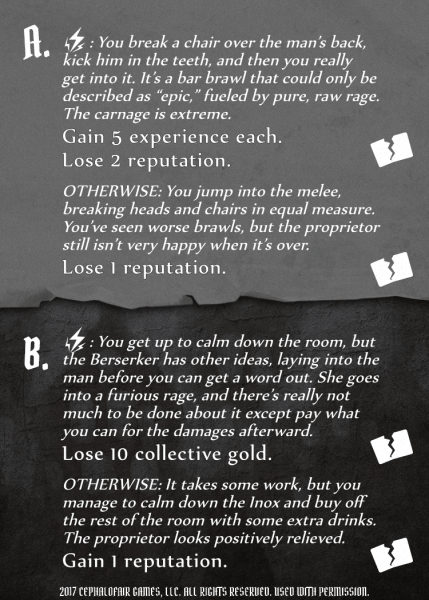 A.
: You break a chair over the man's back,
kick him in the teeth, and then you really
get into it. It's a bar brawl that could only be
described as “epic,” fueled by pure, raw rage.
The carnage is extreme.
Gain 5 experience each.
Lose 2 reputation.
OTHERWISE: You jump into the melee,
breaking heads and chairs in equal measure.
You've seen worse brawls, but the proprietor
still isn't very happy when it's over.
Lose 1 reputation.
B.
: You get up to calm down the room, but
the Berserker has other ideas, laying into the
man before you can get a word out. She goes
into a furious rage, and there's really not
much to be done about it except pay what
you can for the damages afterward.
Lose 10 collective gold.
OTHERWISE: It takes some work, but you
manage to calm down the Inox and buy off
the rest of the room with some extra drinks.
The proprietor looks positively relieved.
Gain 1 reputation.
2017 CEPHALOFAIR GAMES, LLC. ALL RIGHTS RESERVED. USED WITH PERMISSION.